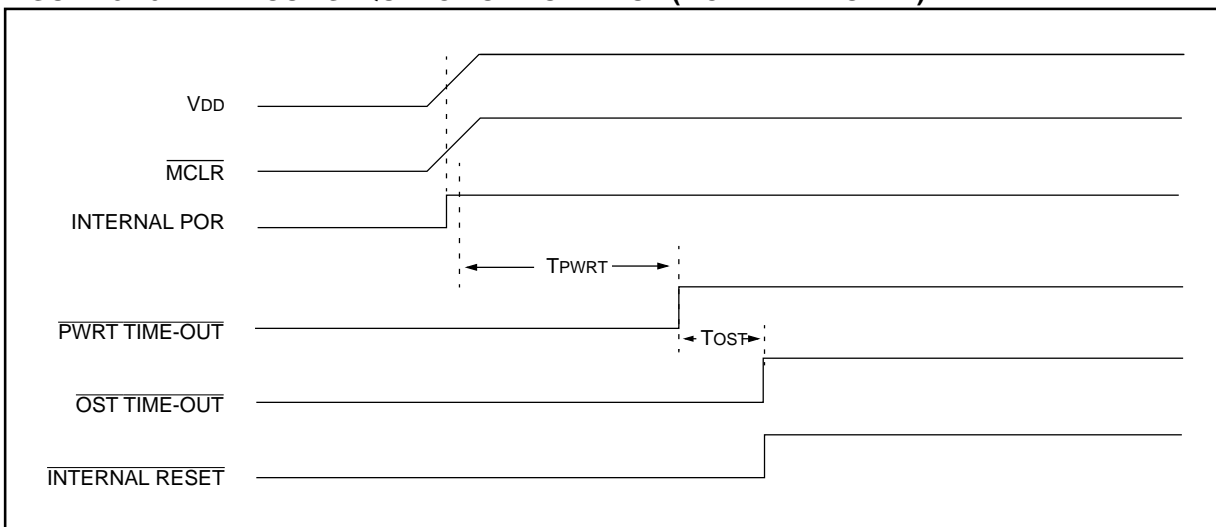 VDD
MCLR
INTERNAL POR
TPWRT
PWRT TIME-OUT
TOST
OST TIME-OUT
INTERNAL RESET